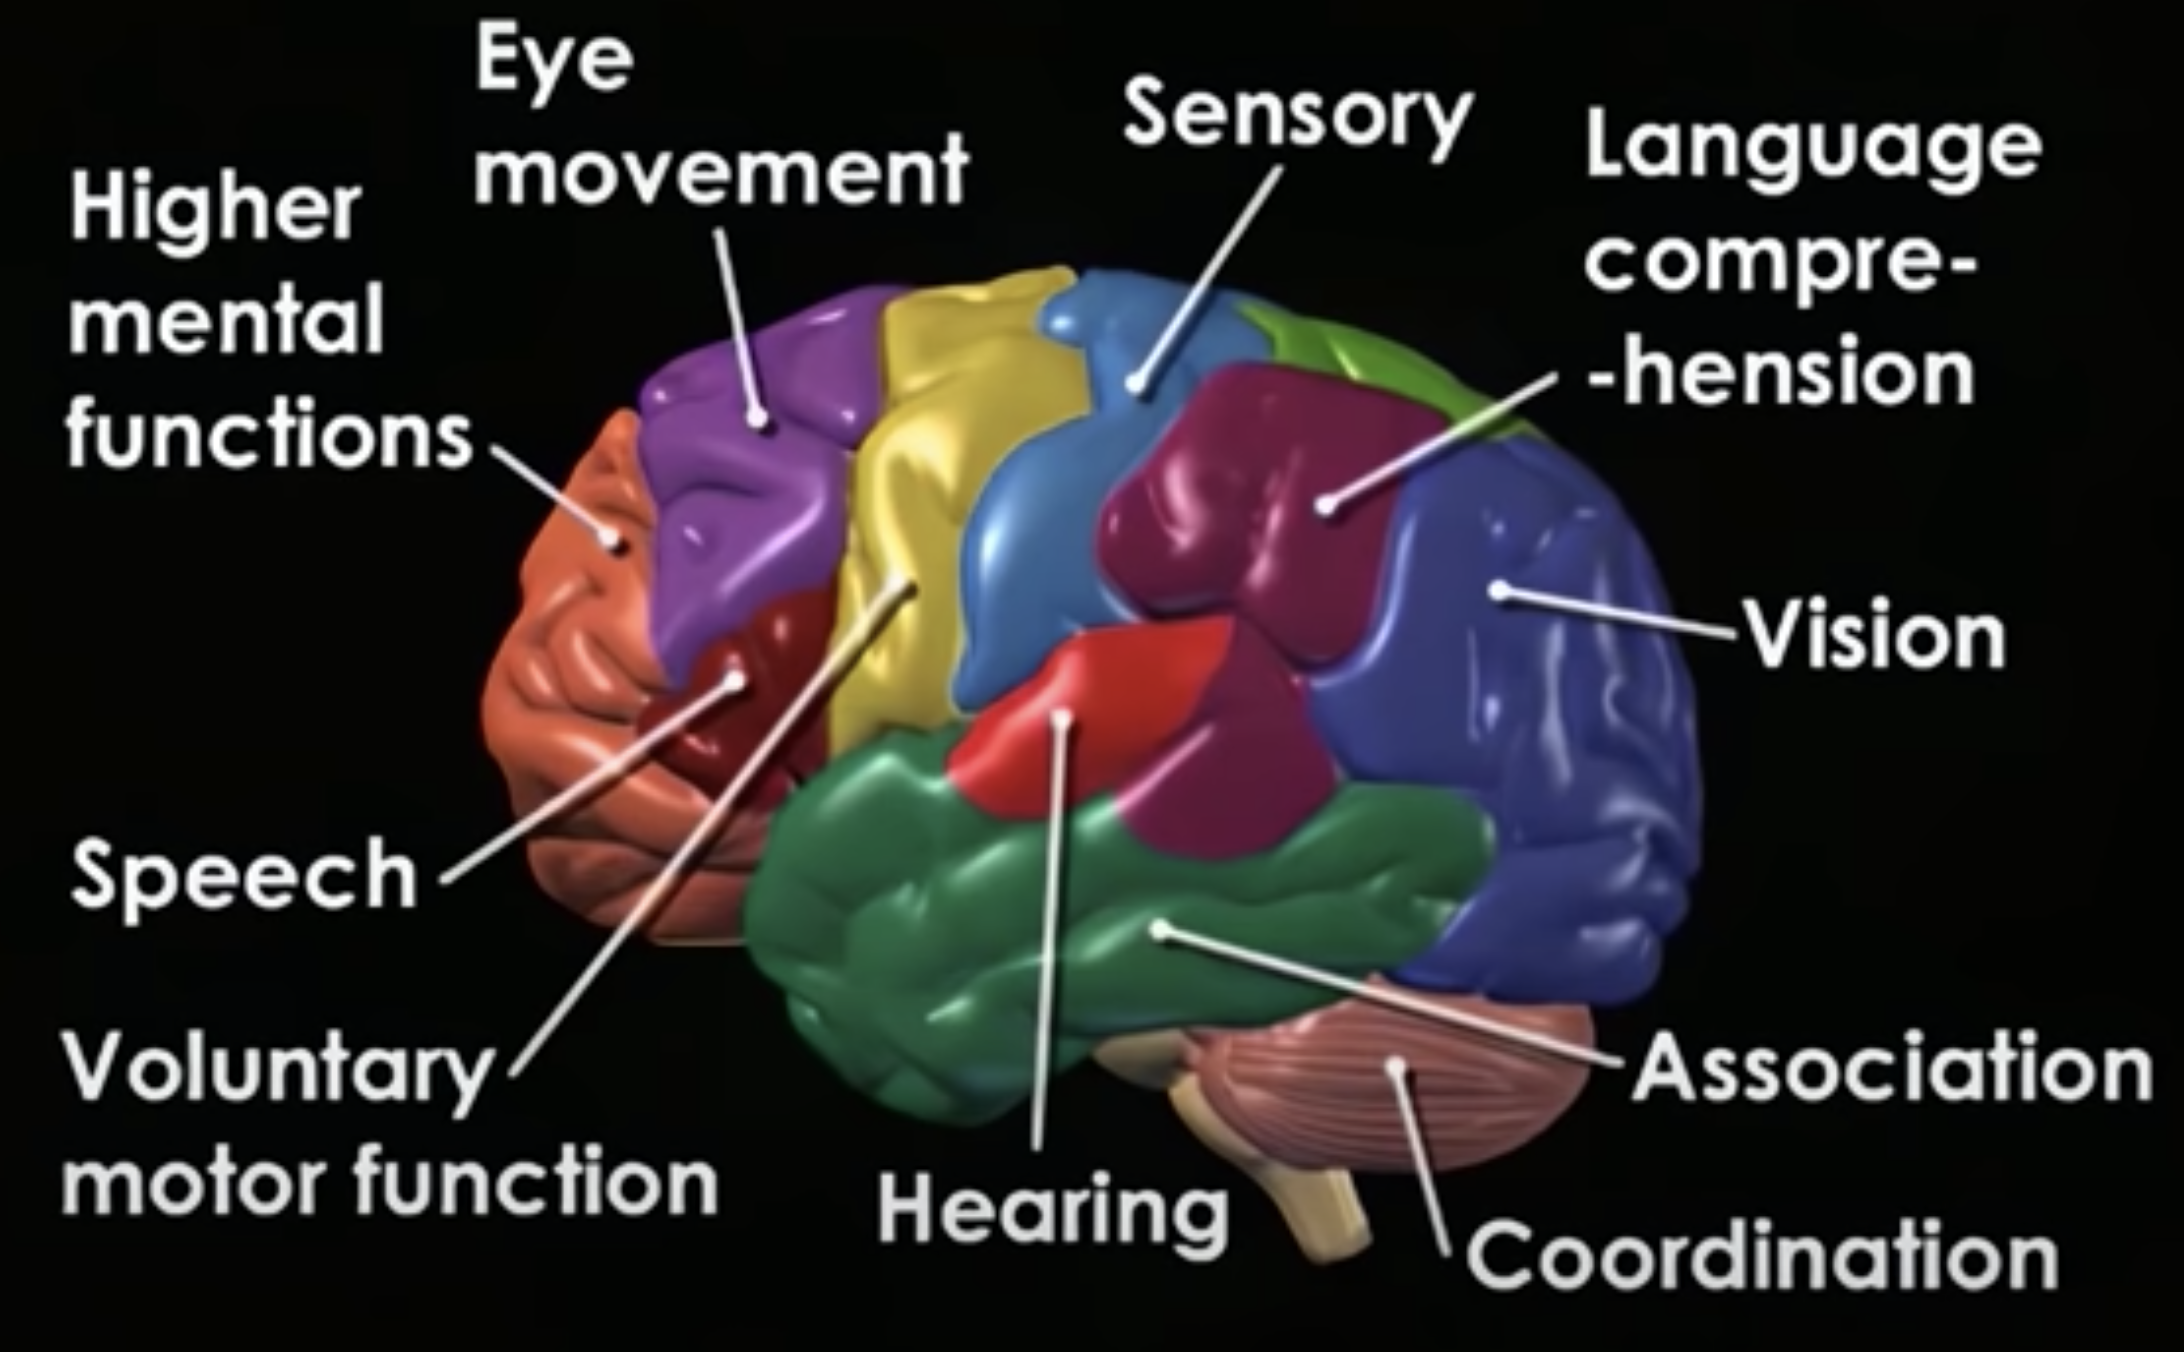 Eye
movement
Sensory
Language
compre-
-hension
Higher
mental
functions
Vision
Speech
Voluntary
motor function
Hearing
Association
Coordination